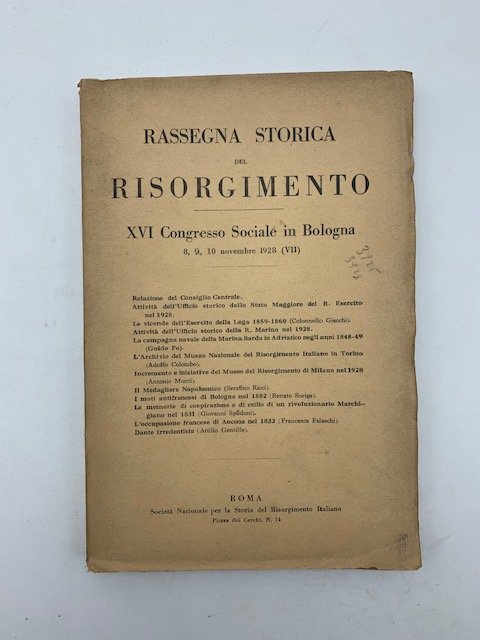 RASSEGNA STORICA
DEL
RISORGIMENTO
XVI Congresso Sociale in Bologna
8, 9, 10 novembre 1928 (VII)
Relazione del Consiglio Centrale.
Attività dell'Ufficio storico dello Stato Maggiore del R. Esercito
nel 1928.
Le vicende dell'Esercito della Lega 1859-1860 (Colonnello Giacchi).
Attività dell'Ufficio storico della R. Marina nel 1928.
La campagna navale della Marina Sarda in Adriatico negli anni 1848-49
(Guido Po).
L'Archivio del Museo Nazionale del Risorgimento Italiano in Torino
(Adolfo Colombo).
Incremento e iniziative del Museo del Risorgimento di Milano nel 1928
(Antonio Monti).
Il Medagliere Napoleonico (Serafino Ricci).
I moti antifrancesi di Bologna nel 1802 (Renato Soriga).
Le memorie di cospirazione e di esilio di un rivoluzionario Marchi-
giano nel 1831 (Giovanni Spadoni).
L'occupazione francese di Ancona nel 1832 (Francesca Falaschi).
Dante irredentista (Attilio Gentille).
ROMA
Società Nazionale per la Storia del Risorgimento Italiano
Piazza dei Cerchi, N. 14